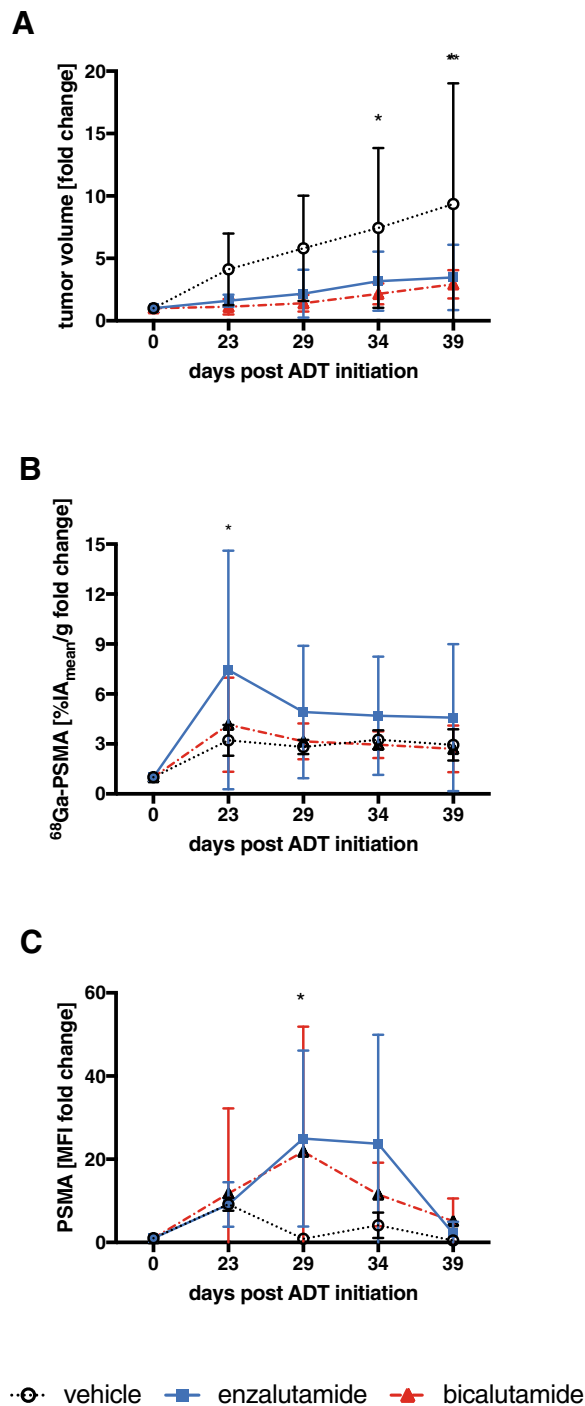 A
tumor volume [fold change]
20
15
10
5
0
*
**
0 23 29 34 39
days post ADT initiation
B
68Ga-PSMA [%IAmean/g fold change]
15
12
9
6
3
0
*
0 23 29 34 39
days post ADT initiation
C
PSMA [MFI fold change]
60
40
20
0
*
0 23 29 34 39
days post ADT initiation
vehicle enzalutamide bicalutamide